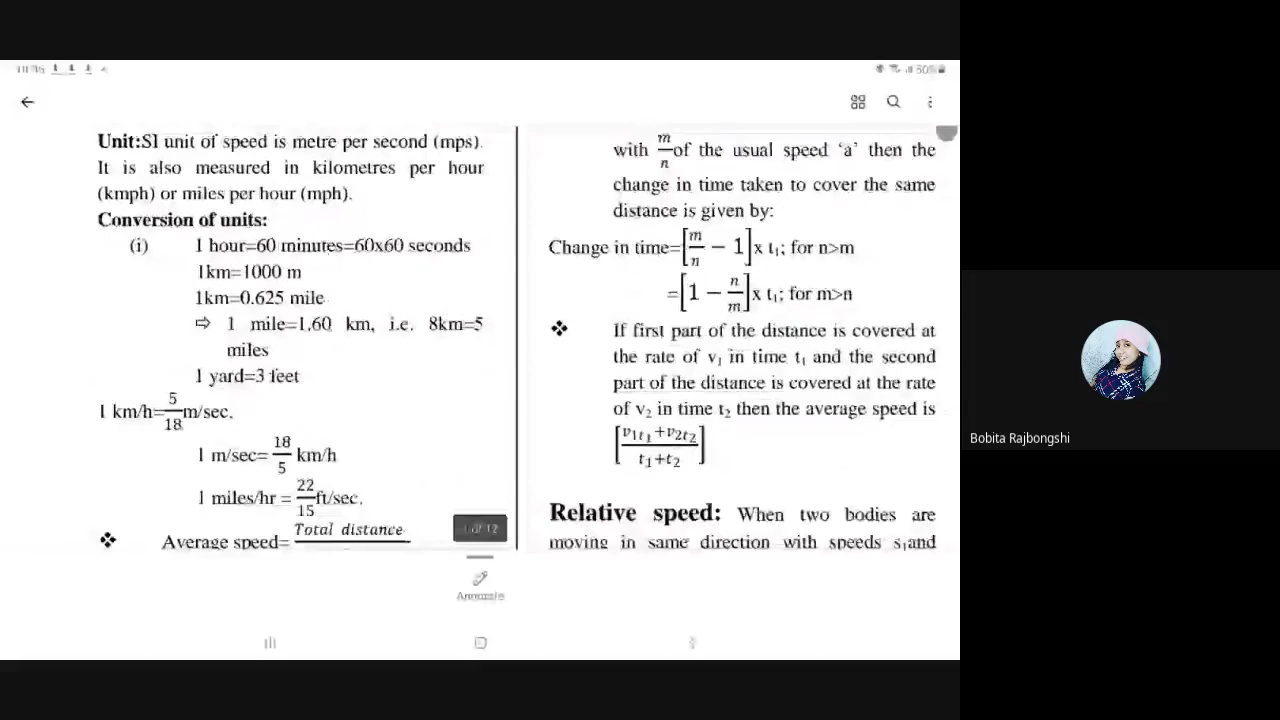 Unit:SI unit of speed is metre per second (mps).
It is also measured in kilometres per hour
(kmph) or miles per hour (mph).
Conversion of units:
(i) 1 hour=60 minutes=60x60 seconds
1km=1000 m
1km=0.625 mile
⇨ 1 mile=1.60 km, i.e. 8km=5
miles
1 yard=3 feet
1 km/h=5/18 m/sec.
1 m/sec= 18/5 km/h
1 miles/hr = 22/15 ft/sec.
❖ Average speed= Total distance
1 of 12
Annotate
with m/n of the usual speed ‘a’ then the
change in time taken to cover the same
distance is given by:
Change in time=[m/n − 1] x t₁; for n>m
=[1 − n/m] x t₁; for m>n
❖ If first part of the distance is covered at
the rate of v₁ in time t₁ and the second
part of the distance is covered at the rate
of v₂ in time t₂ then the average speed is
[v₁t₁+v₂t₂ / t₁+t₂]
Relative speed: When two bodies are
moving in same direction with speeds s₁and
Bobita Rajbongshi